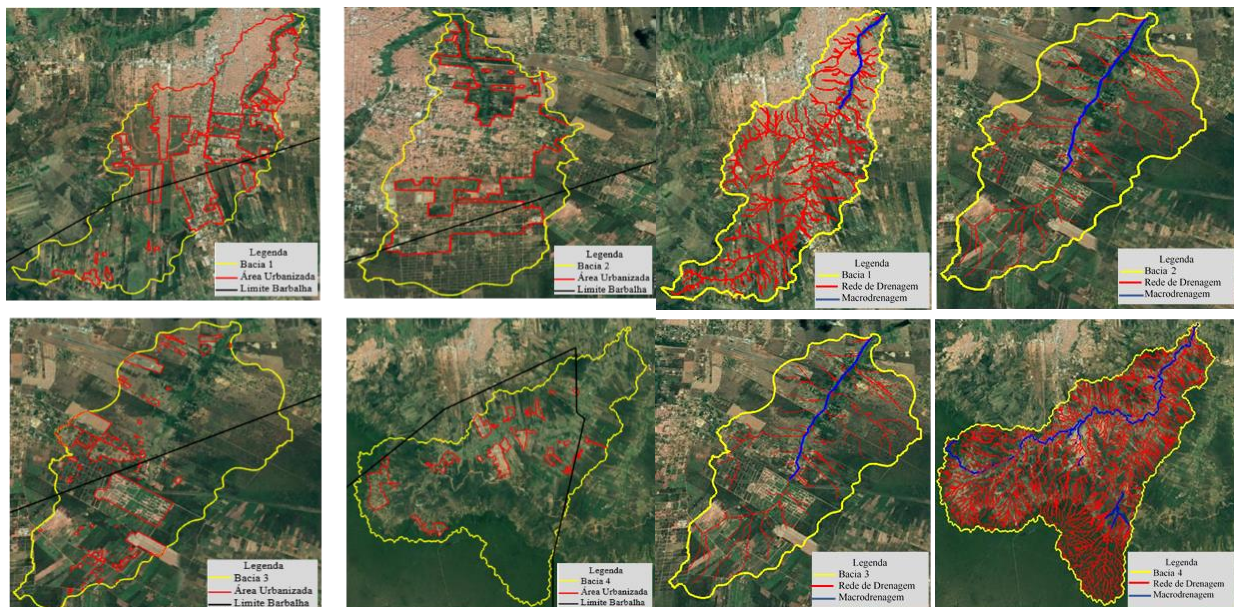 Legenda
Bacia 1
Área Urbanizada
Limite Barbalha
Legenda
Bacia 2
Área Urbanizada
Limite Barbalha
Legenda
Bacia 1
Rede de Drenagem
Macrodrenagem
Legenda
Bacia 2
Rede de Drenagem
Macrodrenagem
Legenda
Bacia 3
Área Urbanizada
Limite Barbalha
Legenda
Bacia 4
Área Urbanizada
Limite Barbalha
Legenda
Bacia 3
Rede de Drenagem
Macrodrenagem
Legenda
Bacia 4
Rede de Drenagem
Macrodrenagem